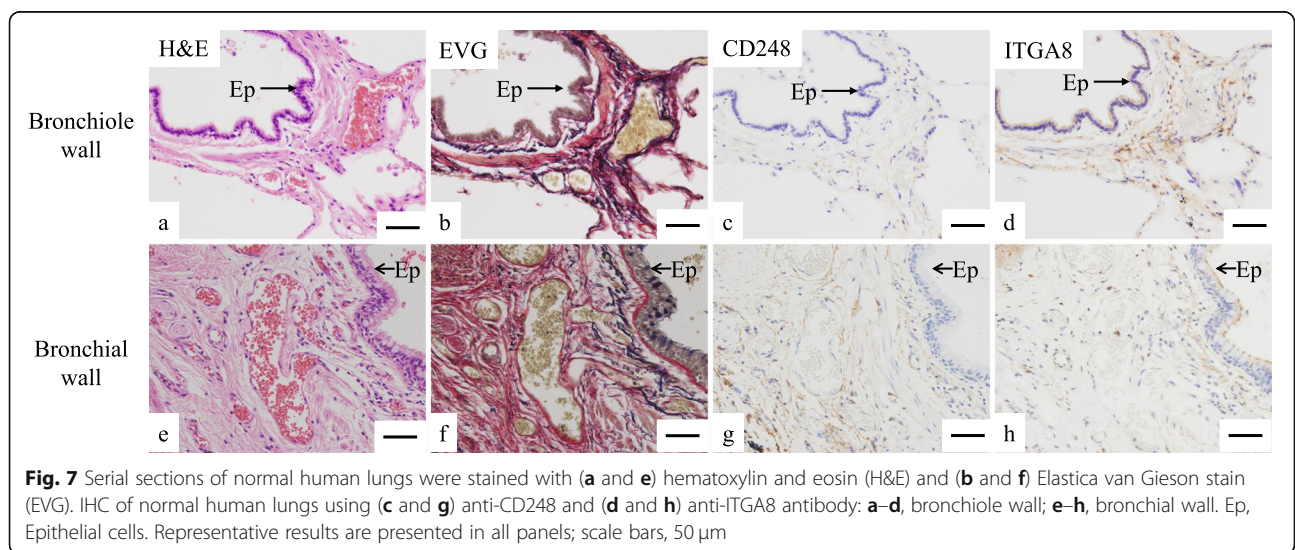 H&E
EVG
CD248
ITGA8
Bronchiole
wall
Ep
Ep
Ep
Ep
a
b
c
d
Bronchial
wall
Ep
Ep
Ep
Ep
e
f
g
h
Fig. 7 Serial sections of normal human lungs were stained with (a and e) hematoxylin and eosin (H&E) and (b and f) Elastica van Gieson stain
(EVG). IHC of normal human lungs using (c and g) anti-CD248 and (d and h) anti-ITGA8 antibody: a–d, bronchiole wall; e–h, bronchial wall. Ep,
Epithelial cells. Representative results are presented in all panels; scale bars, 50 μm